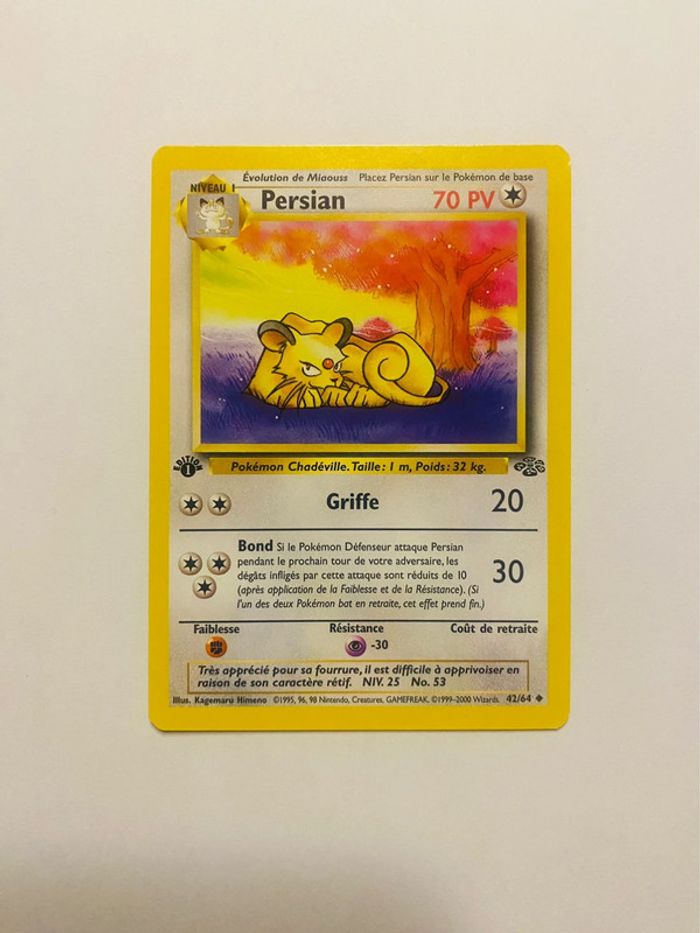 Évolution de Miaouss Placez Persian sur le Pokémon de base
NIVEAU I
Persian 70 PV
EDITION 1
Pokémon Chadéville. Taille: 1 m, Poids: 32 kg.
Griffe 20
Bond Si le Pokémon Défenseur attaque Persian
pendant le prochain tour de votre adversaire, les
dégâts infligés par cette attaque sont réduits de 10
(après application de la Faiblesse et de la Résistance). (Si
l'un des deux Pokémon bat en retraite, cet effet prend fin.)
30
Faiblesse Résistance Coût de retraite
-30
Très apprécié pour sa fourrure, il est difficile à apprivoiser en
raison de son caractère rétif. NIV. 25 No. 53
Illus. Kagemaru Himeno ©1995, 96, 98 Nintendo, Creatures, GAMEFREAK. ©1999-2000 Wizards. 42/64